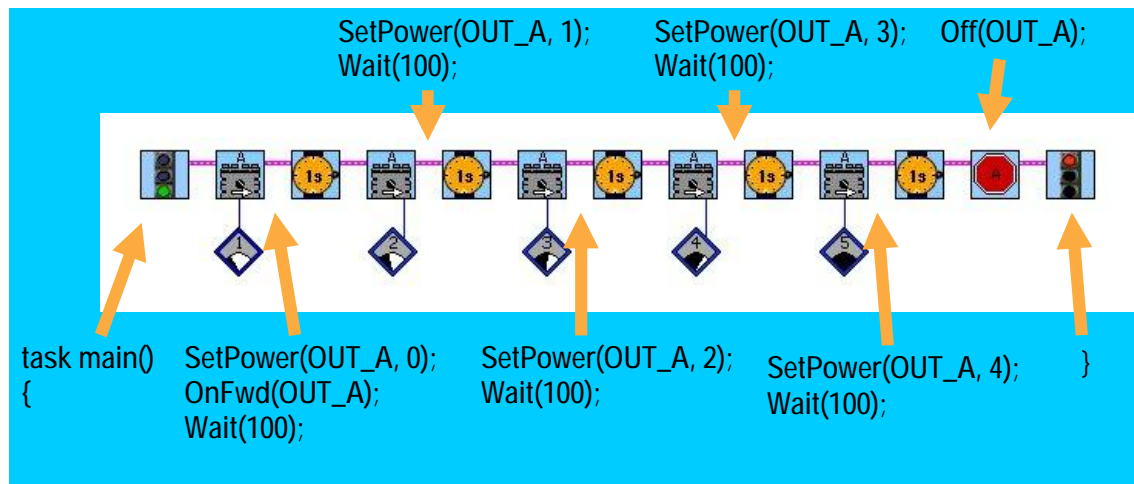 SetPower(OUT_A, 1);
Wait(100);
SetPower(OUT_A, 3);
Wait(100);
Off(OUT_A);
A
1s
A
1s
A
1s
A
1s
A
1s
A
1
2
3
4
5
task main()
{
SetPower(OUT_A, 0);
OnFwd(OUT_A);
Wait(100);
SetPower(OUT_A, 2);
Wait(100);
SetPower(OUT_A, 4);
Wait(100);
}